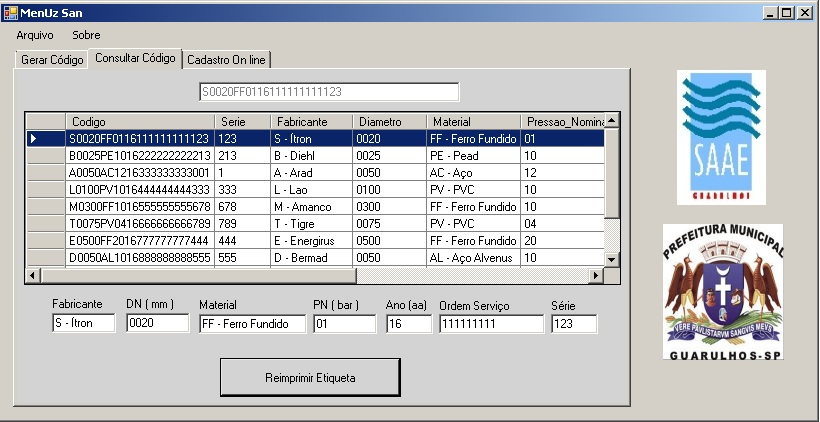 MenUz San
Arquivo Sobre
Gerar Código Consultar Código Cadastro On line
S0020FF0116111111111123
Codigo Serie Fabricante Diametro Material Pressao_Nomina
S0020FF0116111111111123 123 S - Ítron 0020 FF - Ferro Fundido 01
B0025PE1016222222222213 213 B - Diehl 0025 PE - Pead 10
A0050AC1216333333333001 1 A - Arad 0050 AC - Aço 12
L0100PV1016444444444333 333 L - Lao 0100 PV - PVC 10
M0300FF1016555555555678 678 M - Amanco 0300 FF - Ferro Fundido 10
T0075PV0416666666666789 789 T - Tigre 0075 PV - PVC 04
E0500FF2016777777777444 444 E - Energirus 0500 FF - Ferro Fundido 20
D0050AL1016888888888555 555 D - Bermad 0050 AL - Aço Alvenus 10
Fabricante DN ( mm ) Material PN ( bar ) Ano (aa) Ordem Serviço Série
S - Ítron 0020 FF - Ferro Fundido 01 16 111111111 123
Reimprimir Etiqueta
SAAE
GUARULHOS
PREFEITURA MUNICIPAL
VERE PAVLISTARVM SANGVIS MEVS
GUARULHOS-SP